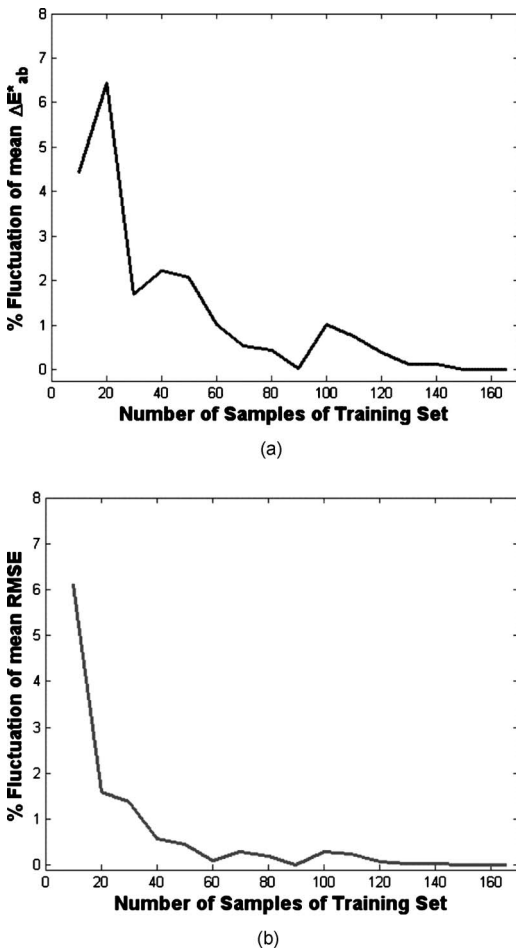 8
7
6
5
4
3
2
1
0
% Fluctuation of mean ΔE*ab
0 20 40 60 80 100 120 140 160
Number of Samples of Training Set
(a)
8
7
6
5
4
3
2
1
0
% Fluctuation of mean RMSE
0 20 40 60 80 100 120 140 160
Number of Samples of Training Set
(b)